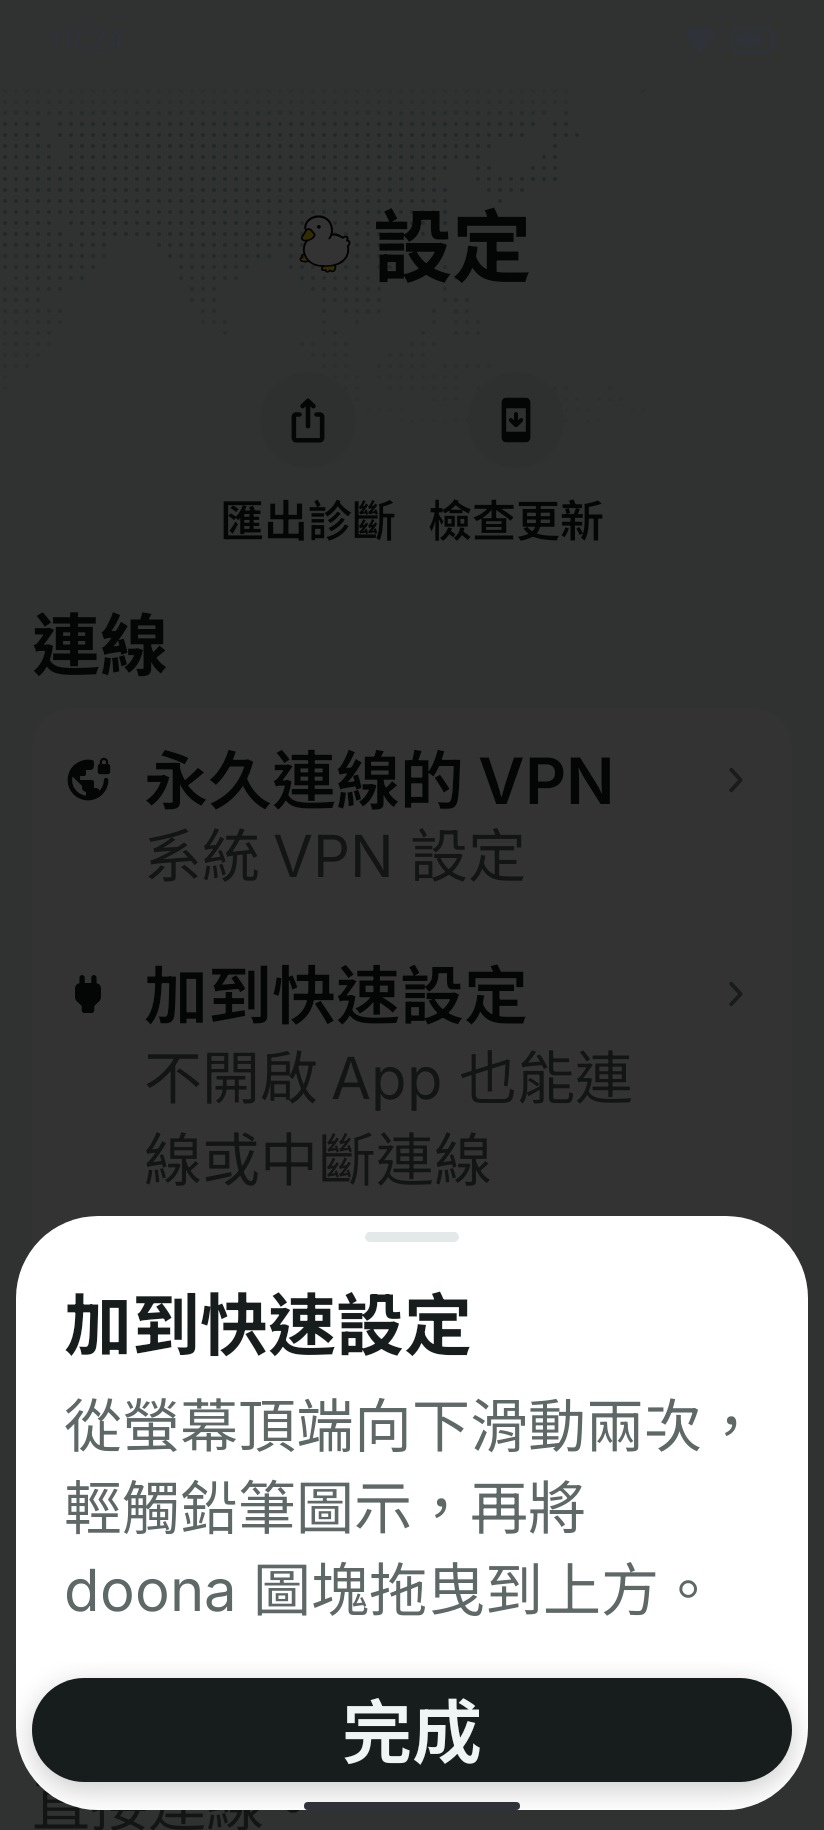 設定
匯出診斷
檢查更新
連線
永久連線的 VPN
系統 VPN 設定
加到快速設定
不開啟 App 也能連
線或中斷連線
加到快速設定
從螢幕頂端向下滑動兩次，
輕觸鉛筆圖示，再將
doona 圖塊拖曳到上方。
完成
直接連線。